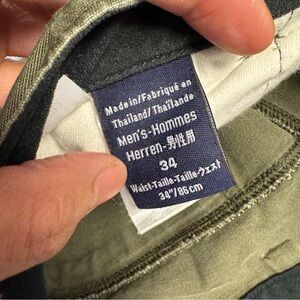 Made in/Fabriqué en
Thailand/Thaïlande
Men's-Hommes
Herren-男性用
34
Waist-Taille-Taille-ウェスト
34"/86cm